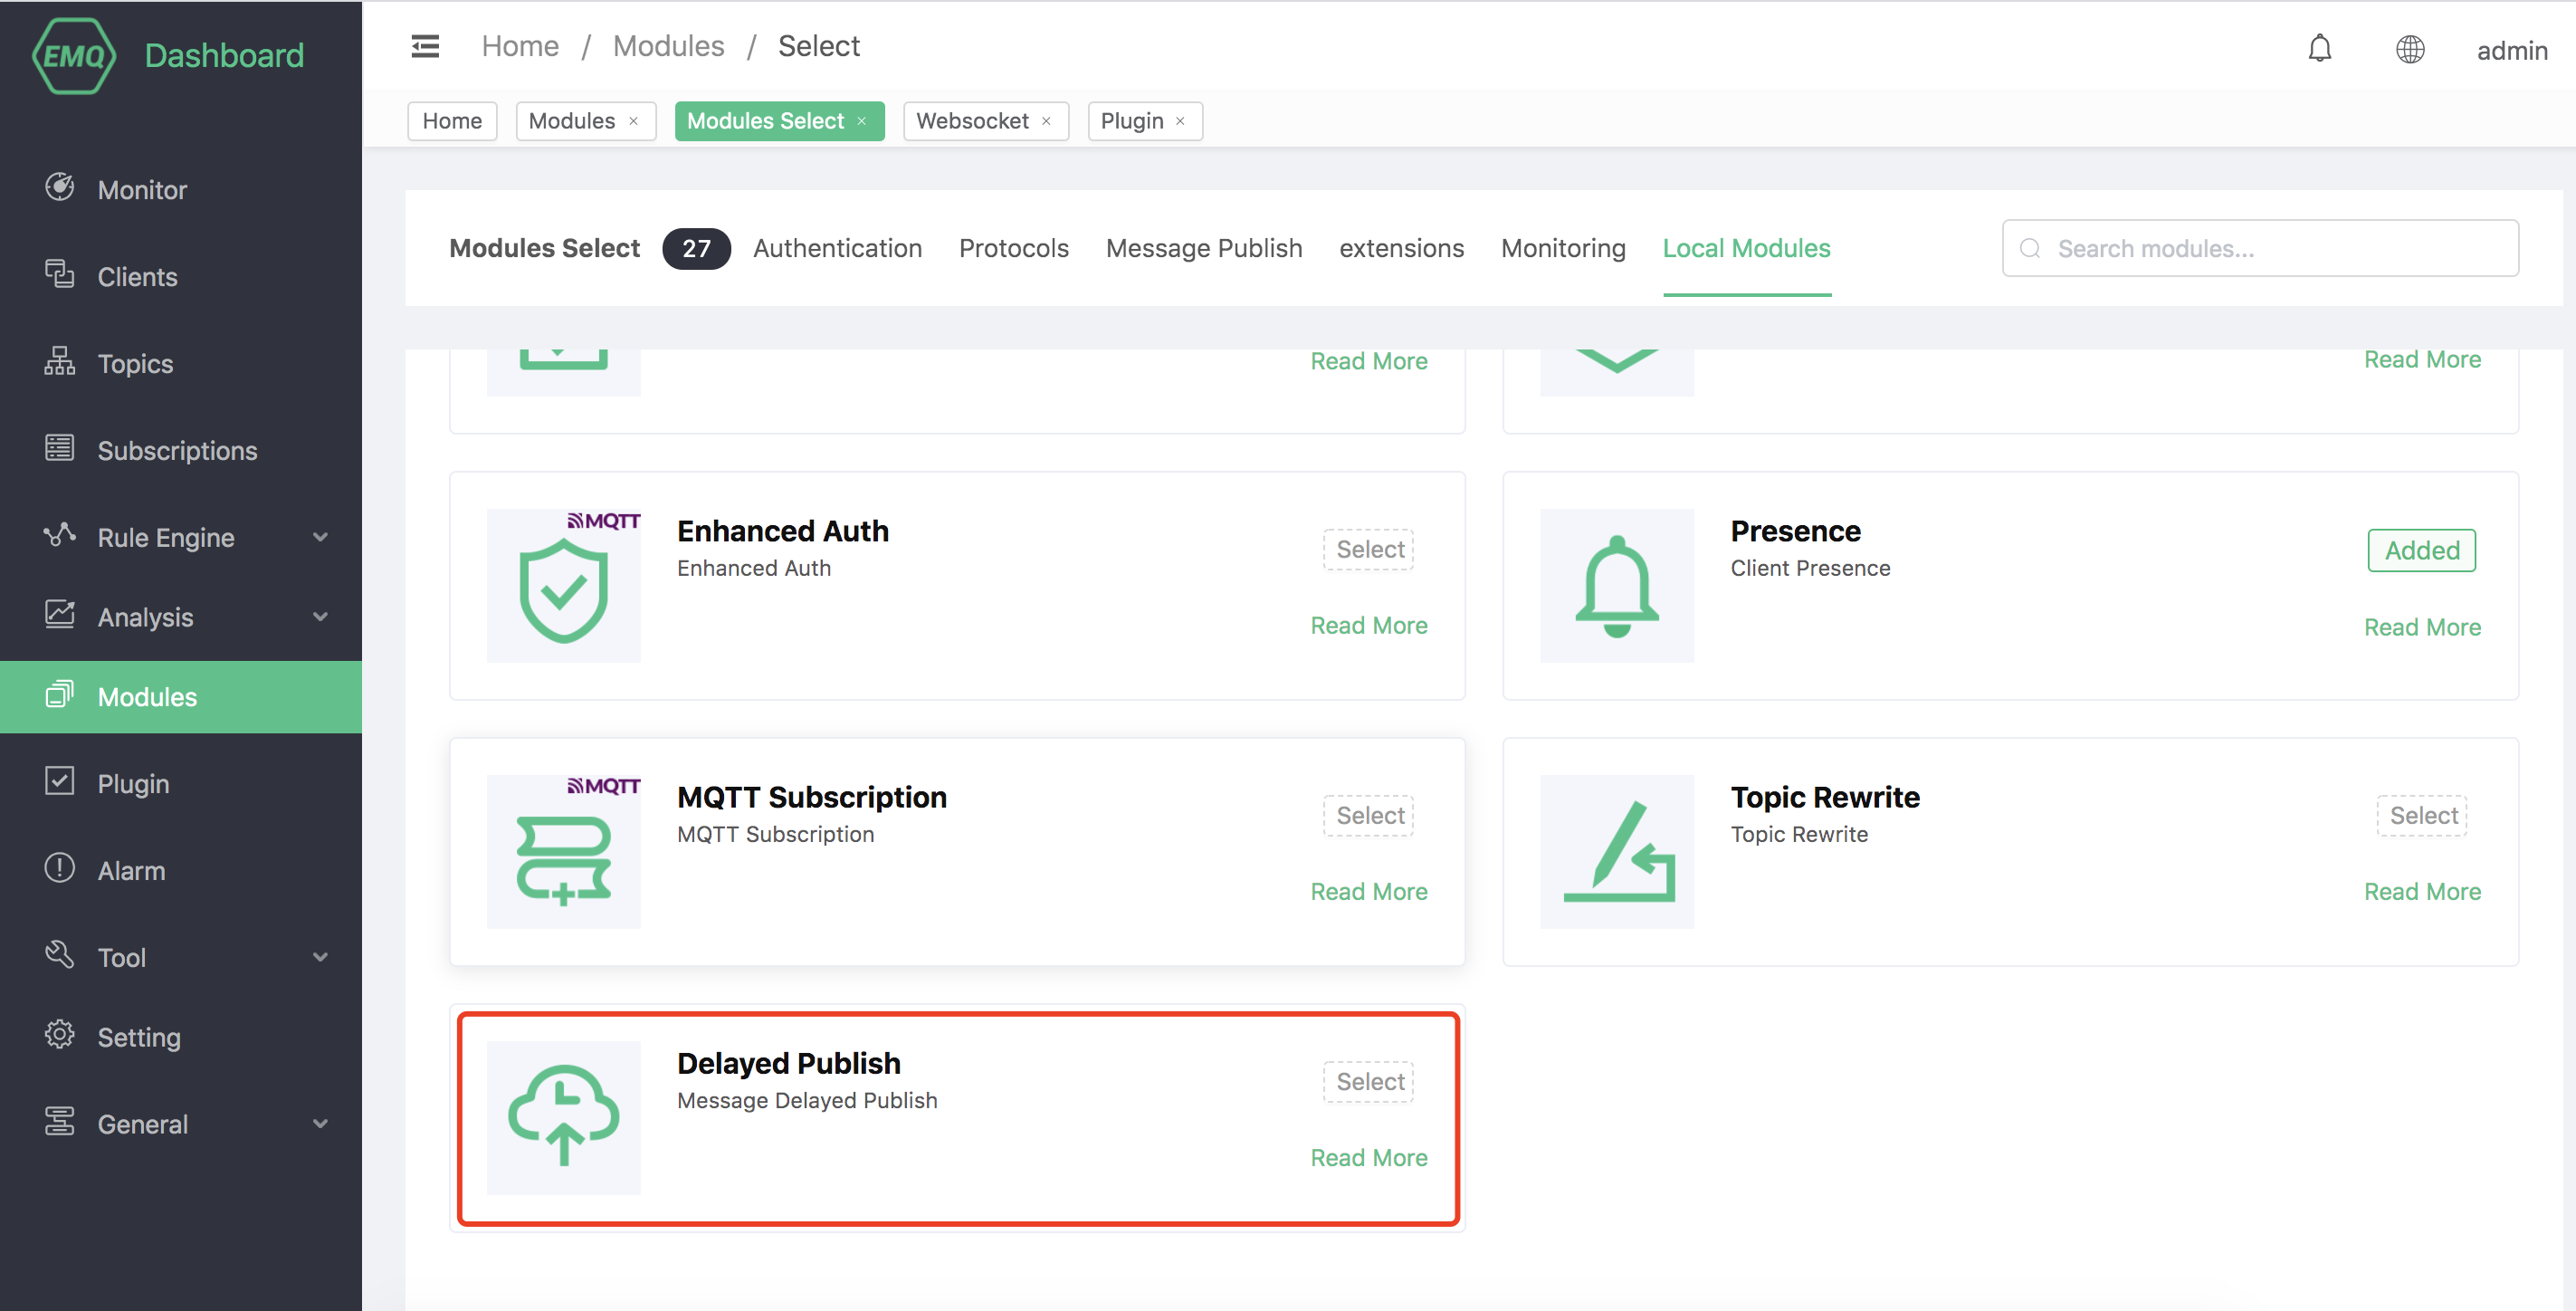 EMQ Dashboard
Home / Modules / Select
admin
Home Modules × Modules Select × Websocket × Plugin ×
Monitor
Clients
Topics
Subscriptions
Rule Engine
Analysis
Modules
Plugin
Alarm
Tool
Setting
General
Modules Select 27 Authentication Protocols Message Publish extensions Monitoring Local Modules Search modules...
Read More
Read More
MQTT
Enhanced Auth
Enhanced Auth
Select
Read More
Presence
Client Presence
Added
Read More
MQTT
MQTT Subscription
MQTT Subscription
Select
Read More
Topic Rewrite
Topic Rewrite
Select
Read More
Delayed Publish
Message Delayed Publish
Select
Read More